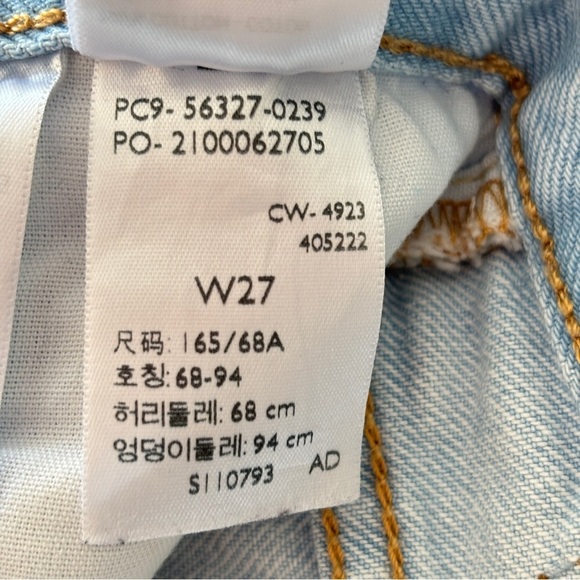 PC9- 56327-0239
PO- 2100062705
CW- 4923
405222
W27
尺码: 165/68A
호칭: 68-94
허리둘레: 68 cm
엉덩이둘레: 94 cm
S110793 AD